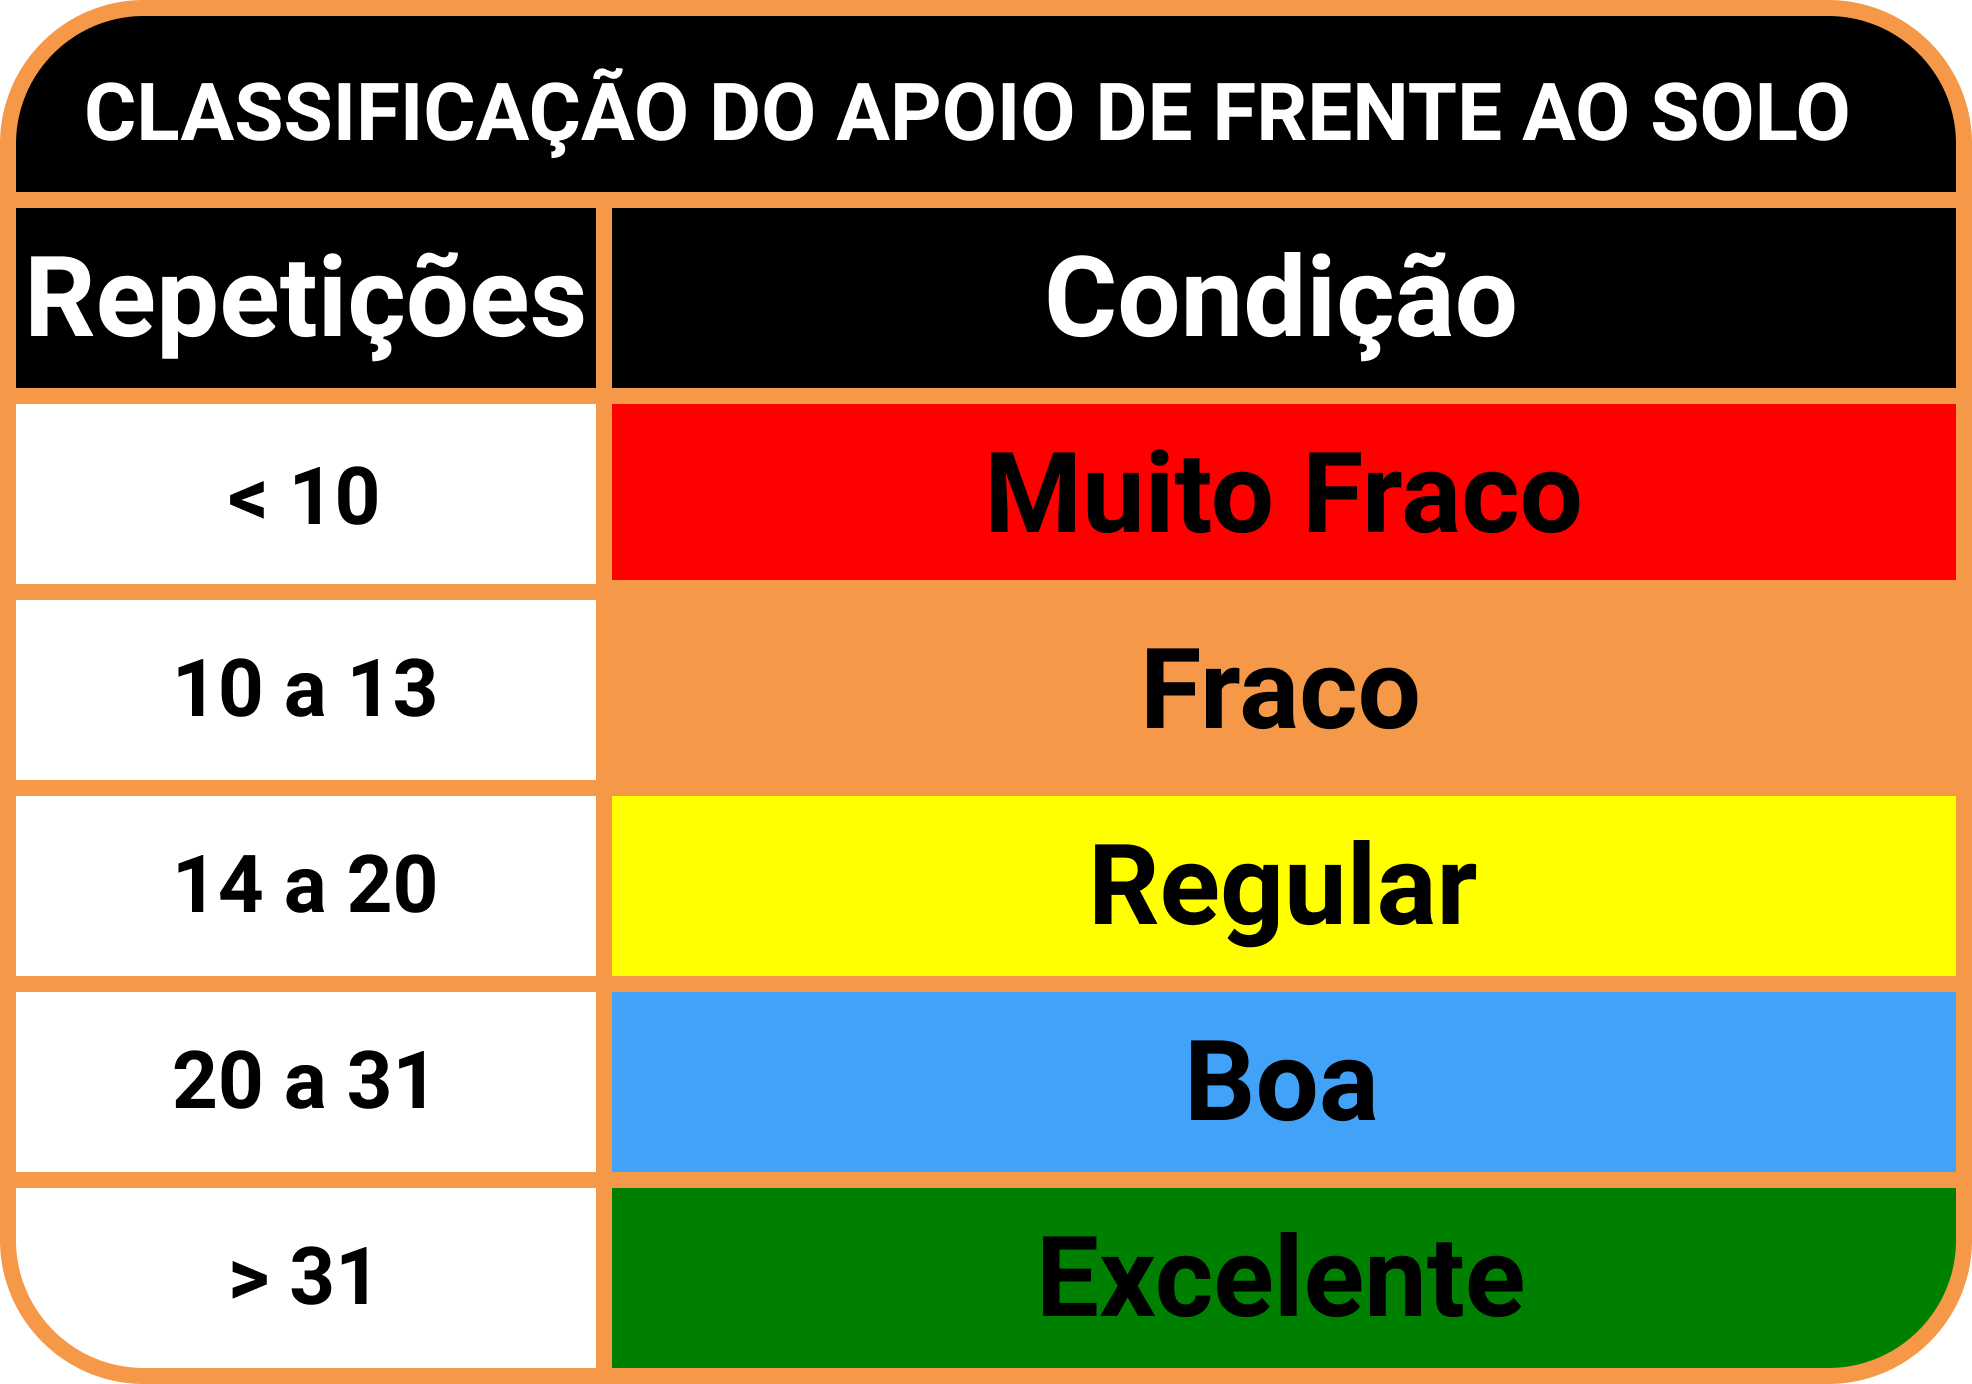 CLASSIFICAÇÃO DO APOIO DE FRENTE AO SOLO
Repetições Condição
< 10 Muito Fraco
10 a 13 Fraco
14 a 20 Regular
20 a 31 Boa
> 31 Excelente